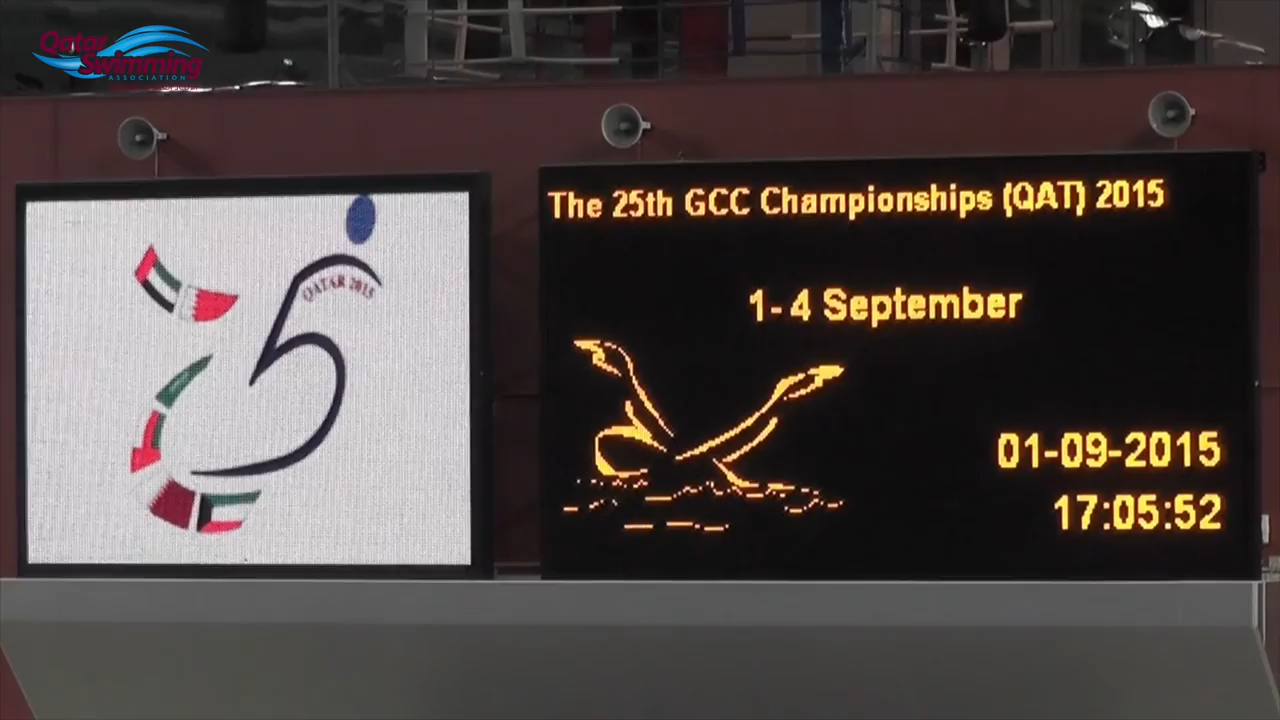 Qatar
Swimming
ASSOCIATION
QATAR 2015
The 25th GCC Championships (QAT) 2015
1- 4 September
01-09-2015
17:05:52